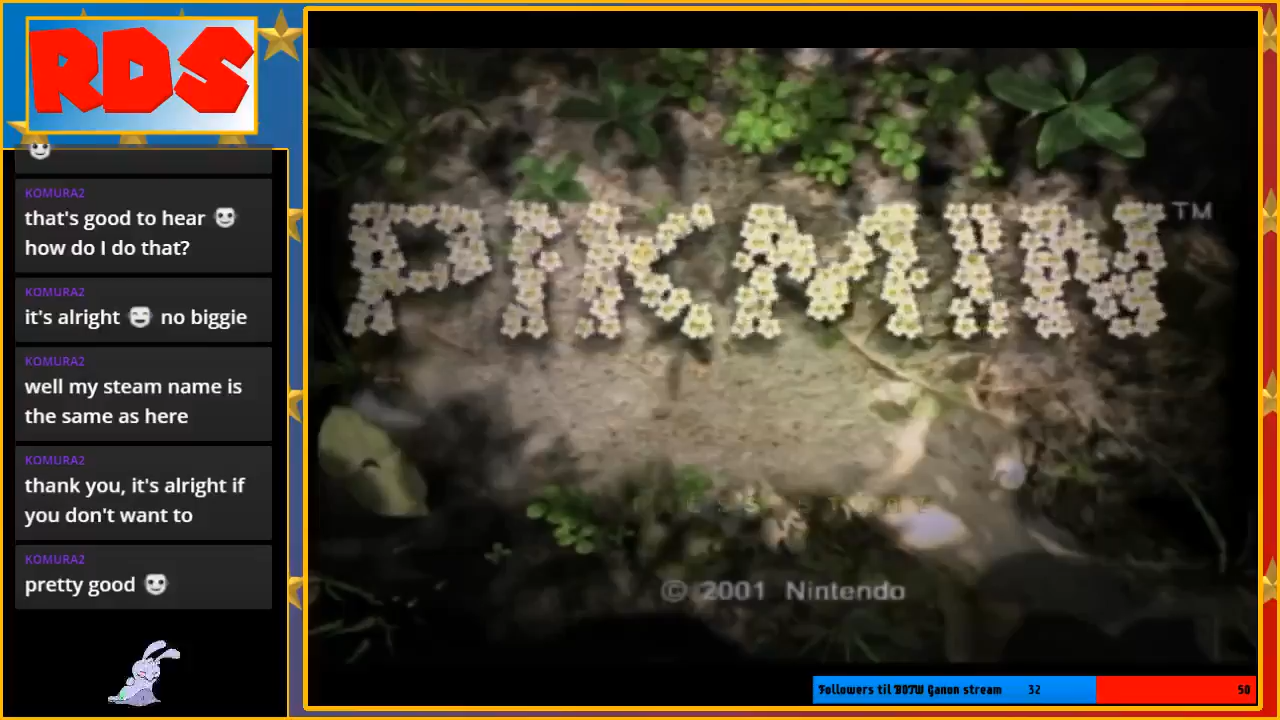 RDS
KOMURA2
that's good to hear
how do I do that?
KOMURA2
it's alright no biggie
KOMURA2
well my steam name is
the same as here
KOMURA2
thank you, it's alright if
you don't want to
KOMURA2
pretty good
PIKMIN TM
© 2001 Nintendo
Followers til BOTW Ganon stream 32 50